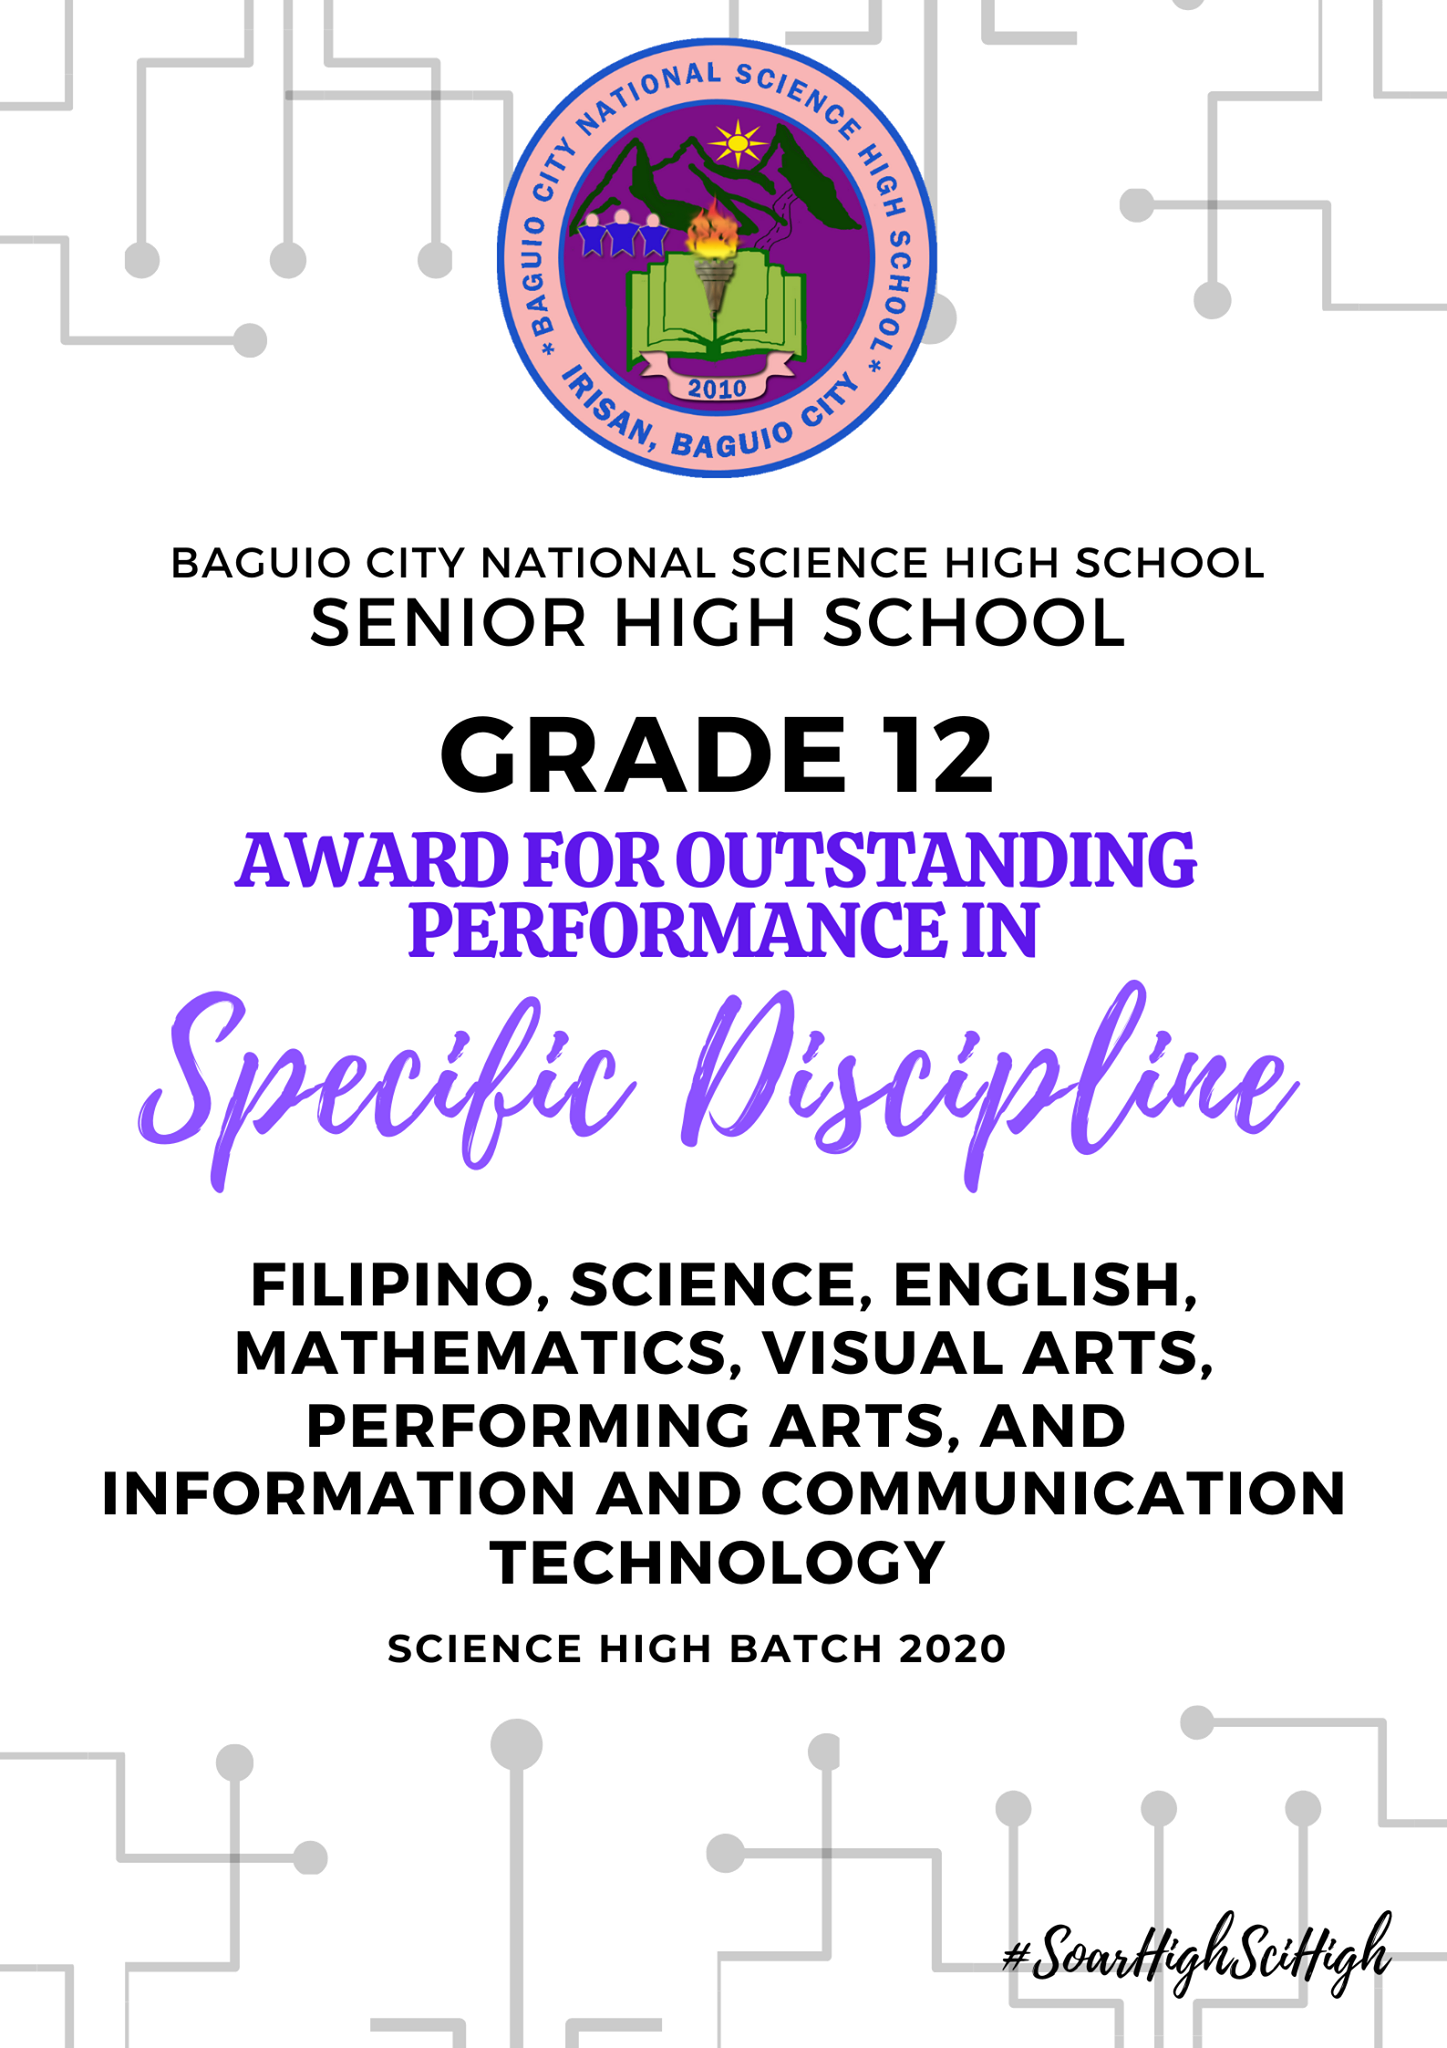 * BAGUIO CITY NATIONAL SCIENCE HIGH SCHOOL *
IRISAN, BAGUIO CITY
2010
BAGUIO CITY NATIONAL SCIENCE HIGH SCHOOL
SENIOR HIGH SCHOOL
GRADE 12
AWARD FOR OUTSTANDING
PERFORMANCE IN
Specific Discipline
FILIPINO, SCIENCE, ENGLISH,
MATHEMATICS, VISUAL ARTS,
PERFORMING ARTS, AND
INFORMATION AND COMMUNICATION
TECHNOLOGY
SCIENCE HIGH BATCH 2020
#SoarHighSciHigh